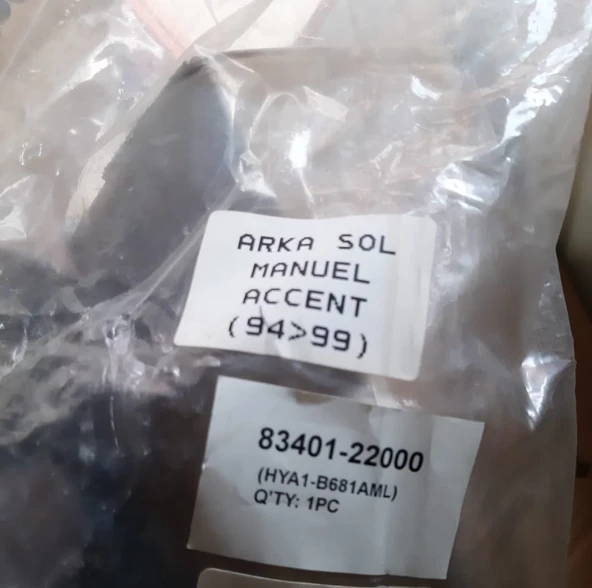 ARKA SOL
MANUEL
ACCENT
(94>99)
83401-22000
(HYA1-B681AML)
Q'TY: 1PC